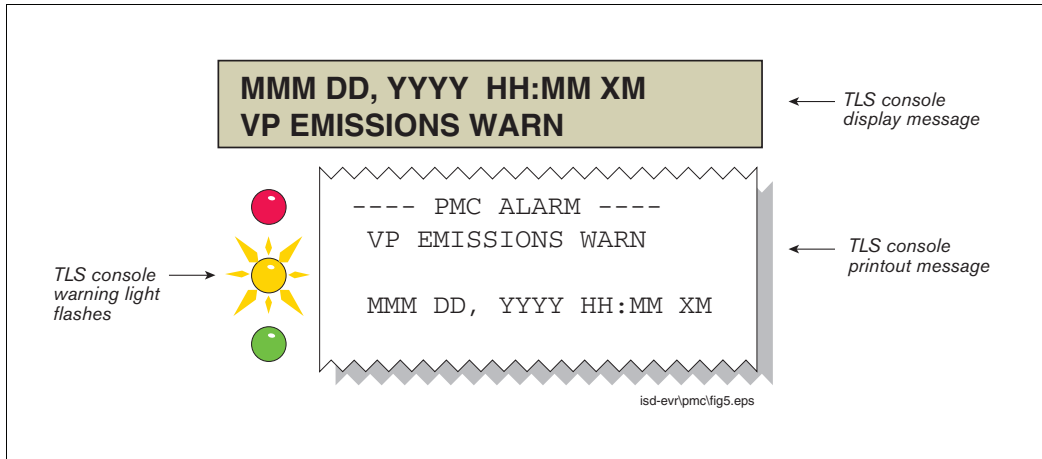 MMM DD, YYYY  HH:MM XM
VP EMISSIONS WARN
TLS console
display message
---- PMC ALARM ----
VP EMISSIONS WARN
MMM DD, YYYY HH:MM XM
TLS console
printout message
TLS console
warning light
flashes
isd-evr\pmc\fig5.eps